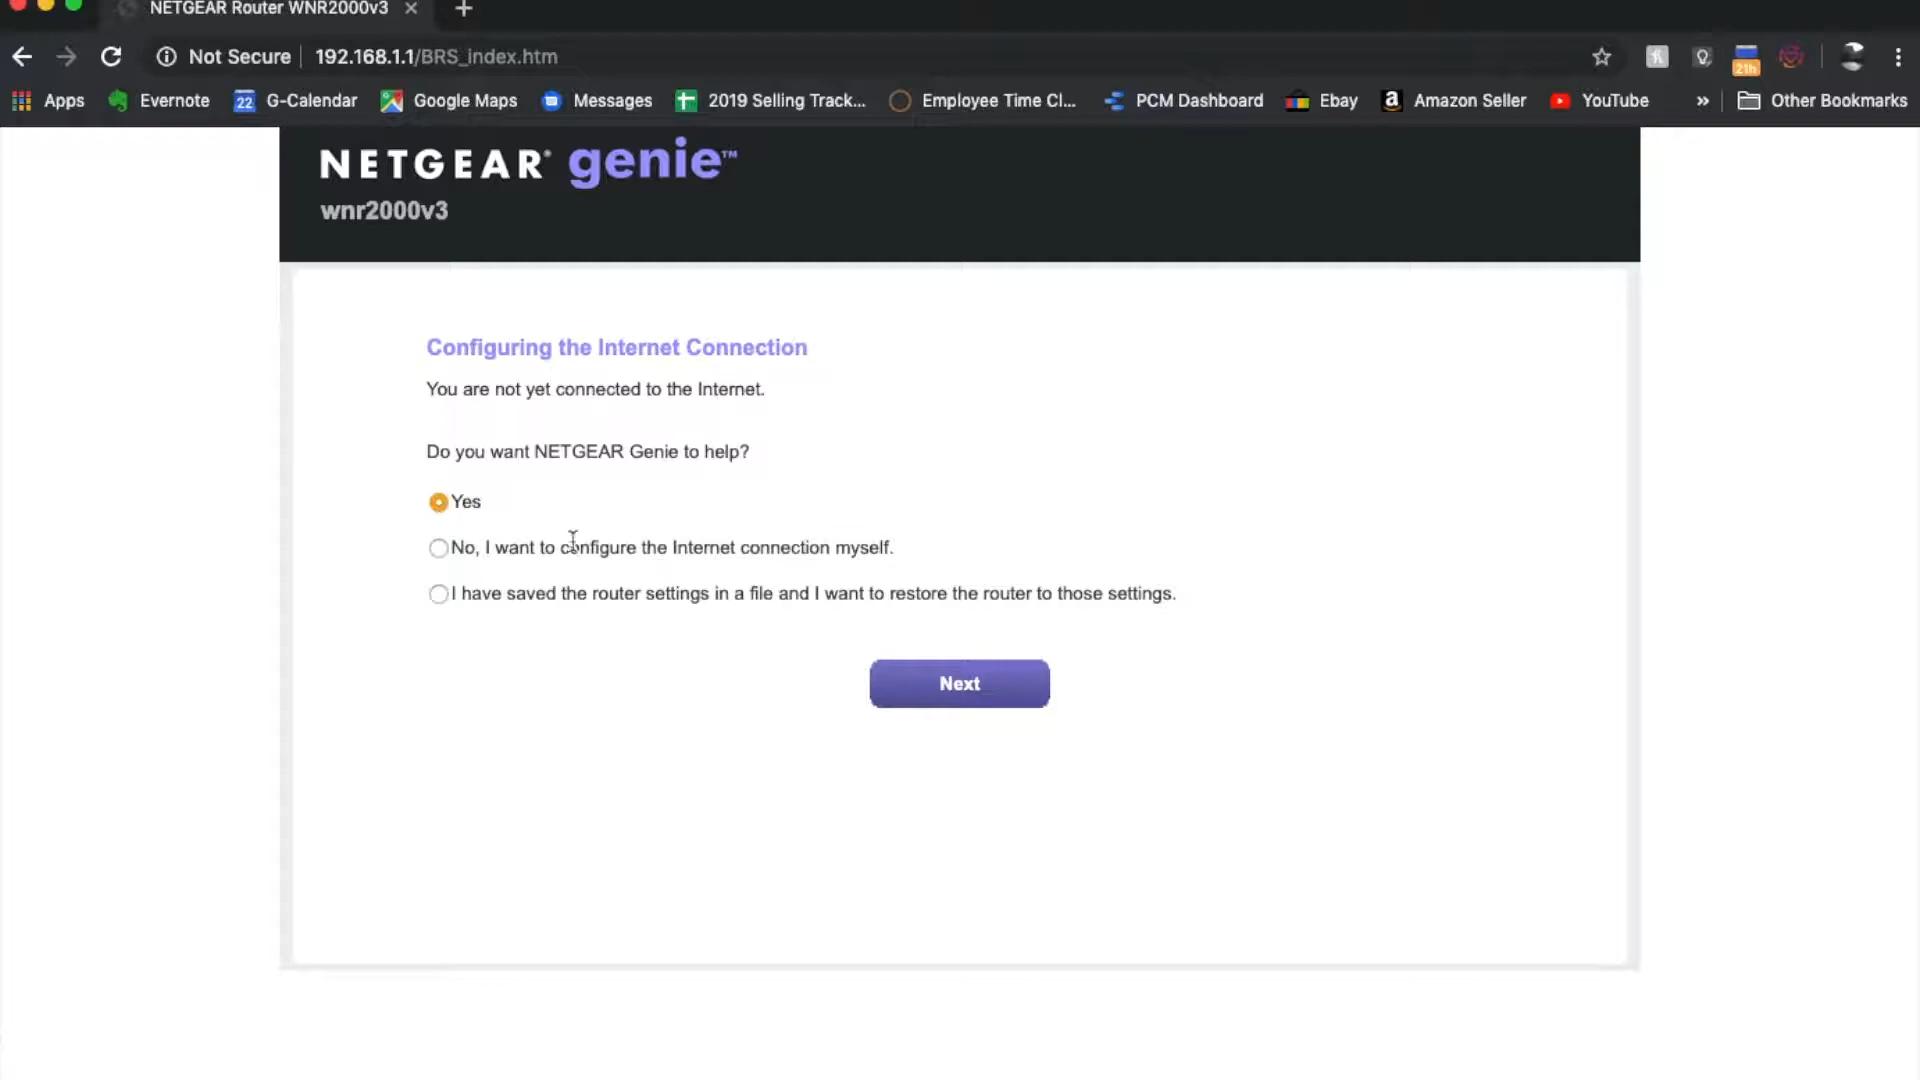 NETGEAR Router WNR2000v3
Not Secure 192.168.1.1/BRS_index.htm
21h
Apps Evernote 22 G-Calendar Google Maps Messages 2019 Selling Track... Employee Time Cl... PCM Dashboard Ebay a Amazon Seller YouTube » Other Bookmarks
NETGEAR® genie™
wnr2000v3
Configuring the Internet Connection
You are not yet connected to the Internet.
Do you want NETGEAR Genie to help?
Yes
No, I want to configure the Internet connection myself.
I have saved the router settings in a file and I want to restore the router to those settings.
Next